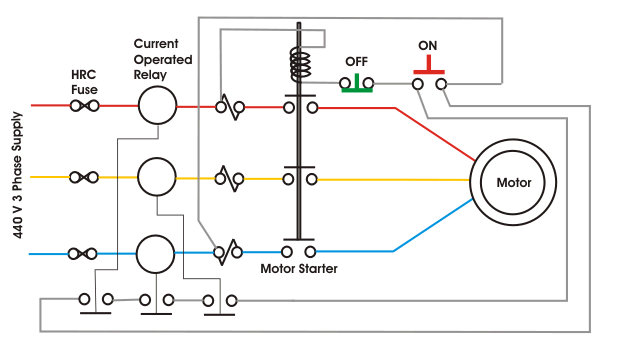 Current
Operated
Relay
HRC
Fuse
OFF
ON
440 V 3 Phase Supply
Motor
Motor Starter